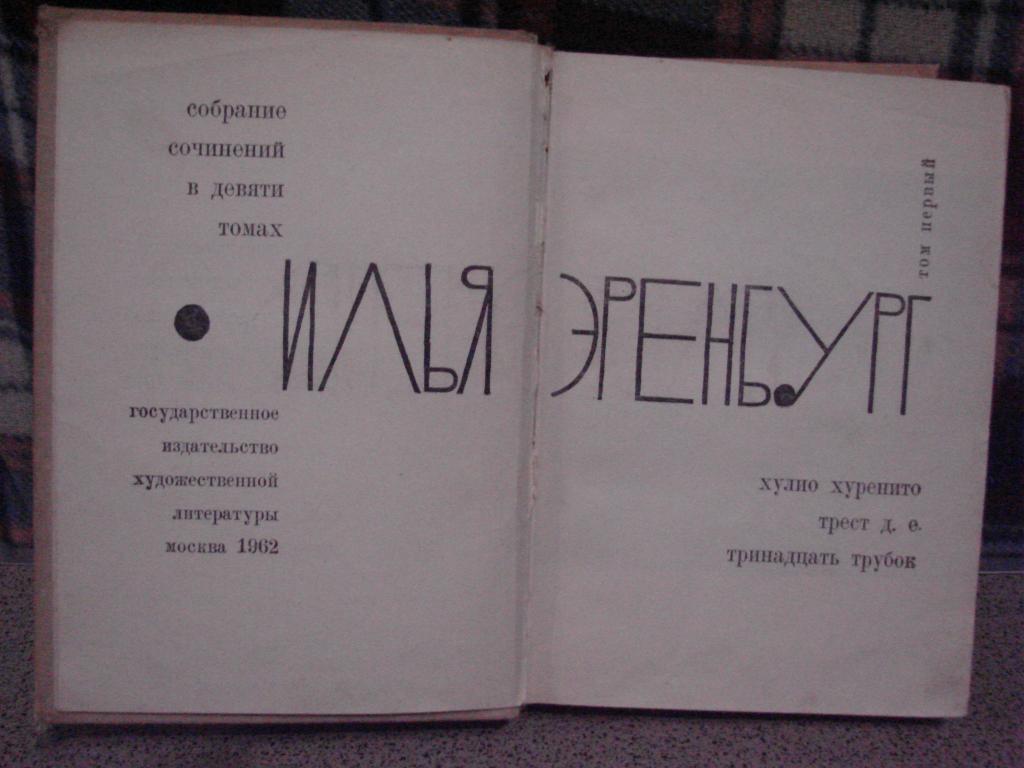 собрание
сочинений
в девяти
томах
ИЛЬЯ ЭРЕНБУРГ
государственное
издательство
художественной
литературы
москва 1962
том первый
хулио хуренито
трест д. е.
тринадцать трубок